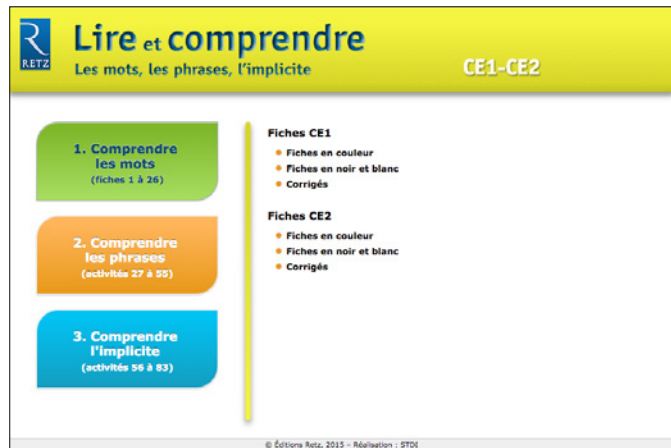 RETZ
Lire et comprendre
Les mots, les phrases, l'implicite
CE1-CE2
1. Comprendre
les mots
(fiches 1 à 26)
2. Comprendre
les phrases
(activités 27 à 55)
3. Comprendre
l'implicite
(activités 56 à 83)
Fiches CE1
Fiches en couleur
Fiches en noir et blanc
Corrigés
Fiches CE2
Fiches en couleur
Fiches en noir et blanc
Corrigés
© Éditions Retz, 2015 - Réalisation : STDI